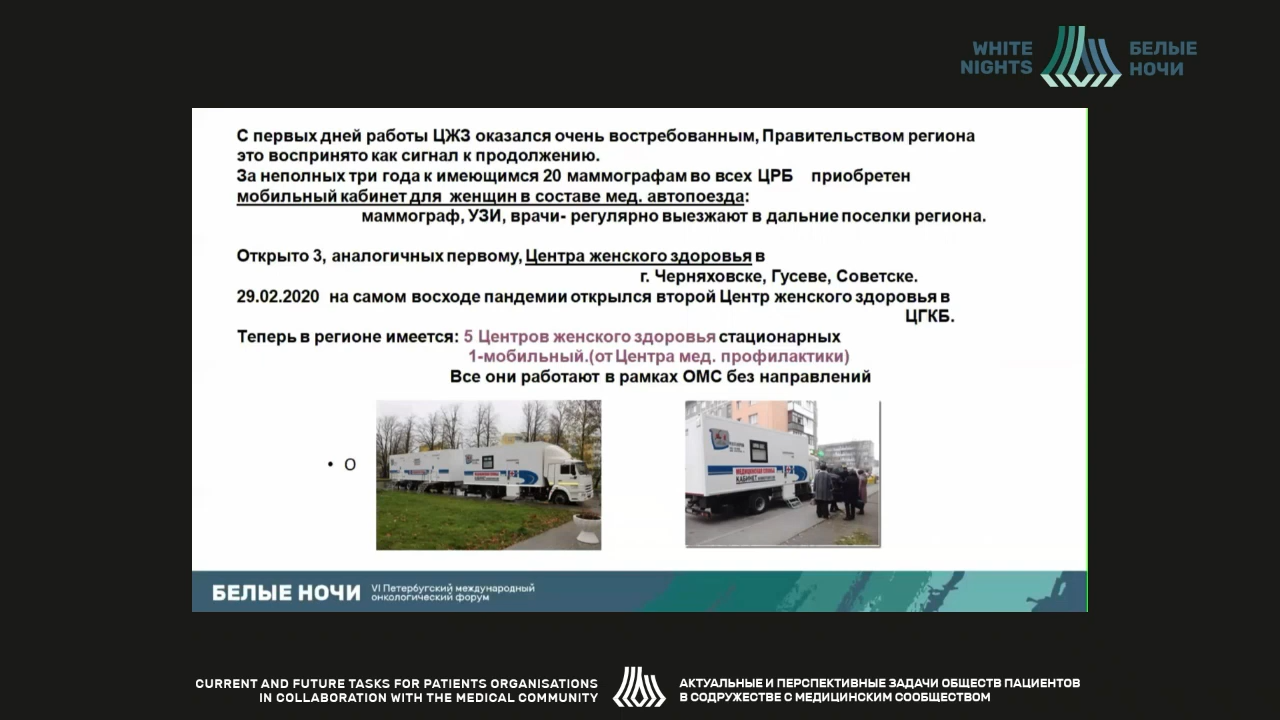 WHITE
NIGHTS
БЕЛЫЕ
НОЧИ
С первых дней работы ЦЖЗ оказался очень востребованным, Правительством региона
это воспринято как сигнал к продолжению.
За неполных три года к имеющимся 20 маммографам во всех ЦРБ приобретен
мобильный кабинет для женщин в составе мед. автопоезда:
маммограф, УЗИ, врачи- регулярно выезжают в дальние поселки региона.
Открыто 3, аналогичных первому, Центра женского здоровья в
г. Черняховске, Гусеве, Советске.
29.02.2020 на самом восходе пандемии открылся второй Центр женского здоровья в
ЦГКБ.
Теперь в регионе имеется: 5 Центров женского здоровья стационарных
1-мобильный.(от Центра мед. профилактики)
Все они работают в рамках ОМС без направлений
• О
МЕДИЦИНСКАЯ
КАБИНЕТ
БЕЛЫЕ НОЧИ
VI Петербугский международный
онкологический форум
CURRENT AND FUTURE TASKS FOR PATIENTS ORGANISATIONS
IN COLLABORATION WITH THE MEDICAL COMMUNITY
АКТУАЛЬНЫЕ И ПЕРСПЕКТИВНЫЕ ЗАДАЧИ ОБЩЕСТВ ПАЦИЕНТОВ
В СОДРУЖЕСТВЕ С МЕДИЦИНСКИМ СООБЩЕСТВОМ